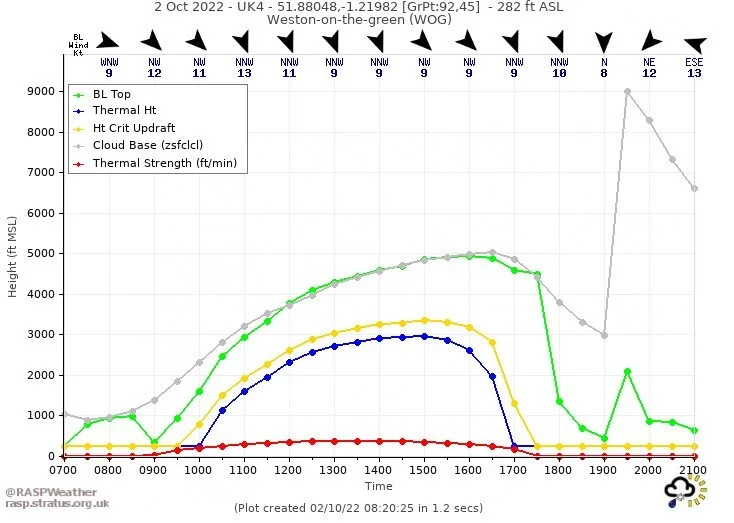 2 Oct 2022 - UK4 - 51.88048,-1.21982 [GrPt:92,45] - 282 ft ASL
Weston-on-the-green (WOG)
BL
Wind
Kt
WNW NW NW NNW NNW NNW NNW NW NW NNW NNW N NE ESE
9 12 11 13 11 9 9 9 9 9 10 8 12 13
BL Top
Thermal Ht
Ht Crit Updraft
Cloud Base (zsfclcl)
Thermal Strength (ft/min)
9000
8000
7000
6000
5000
4000
3000
2000
1000
0
Height (ft MSL)
0700 0800 0900 1000 1100 1200 1300 1400 1500 1600 1700 1800 1900 2000 2100
Time
@RASPWeather
rasp.stratus.org.uk
(Plot created 02/10/22 08:20:25 in 1.2 secs)